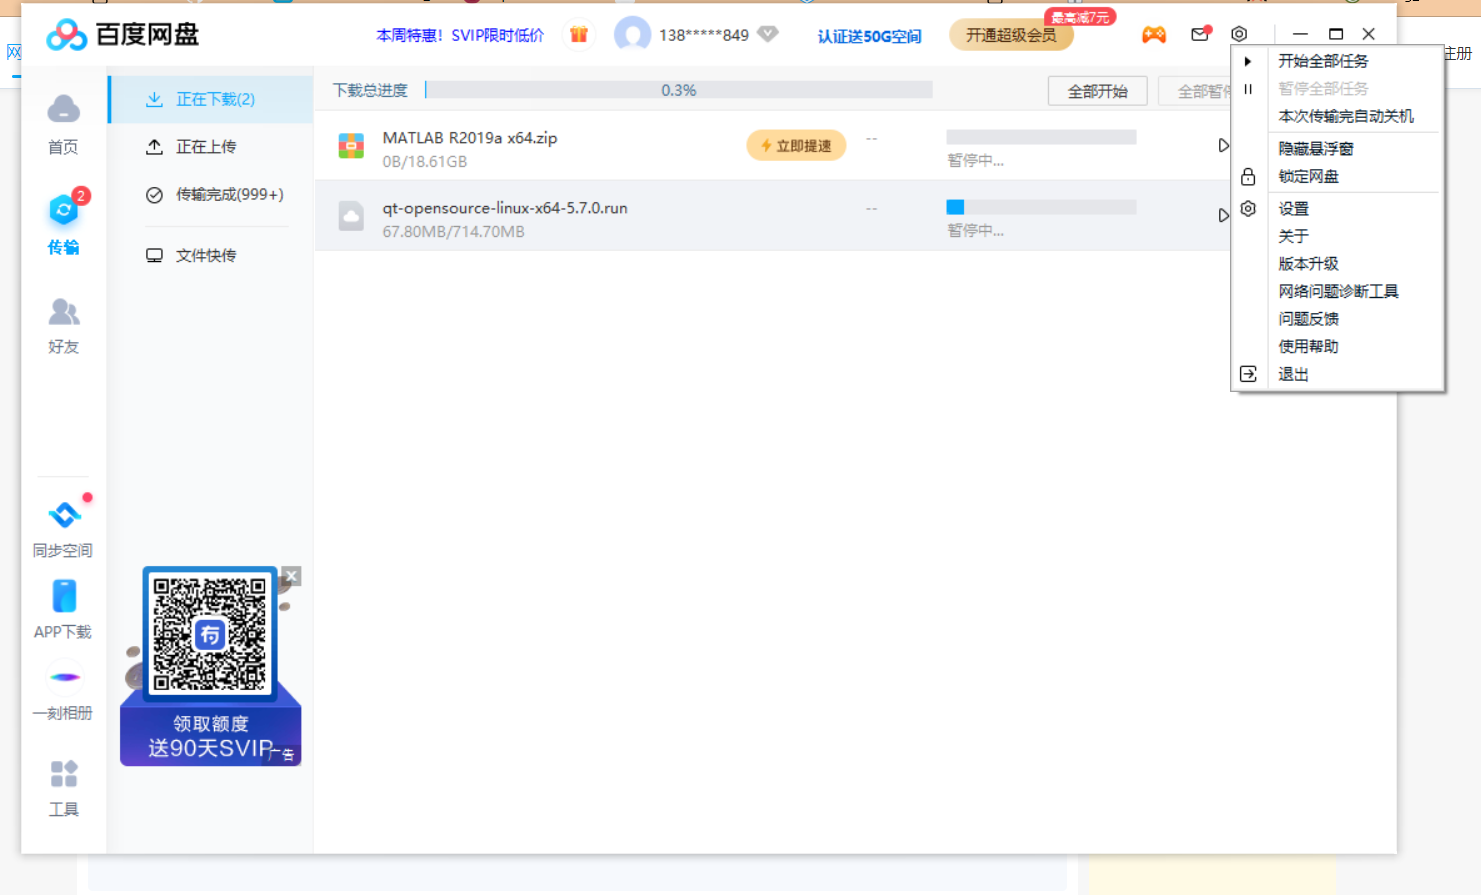 百度网盘
本周特惠！SVIP限时低价
138*****849
认证送50G空间
开通超级会员
最高减7元
网
注册
首页
2
传输
好友
同步空间
APP下载
一刻相册
工具
正在下载(2)
正在上传
传输完成(999+)
文件快传
领取额度
送90天SVIP
广告
下载总进度
0.3%
全部开始
全部暂停
MATLAB R2019a x64.zip
0B/18.61GB
立即提速
--
暂停中...
qt-opensource-linux-x64-5.7.0.run
67.80MB/714.70MB
--
暂停中...
开始全部任务
暂停全部任务
本次传输完自动关机
隐藏悬浮窗
锁定网盘
设置
关于
版本升级
网络问题诊断工具
问题反馈
使用帮助
退出